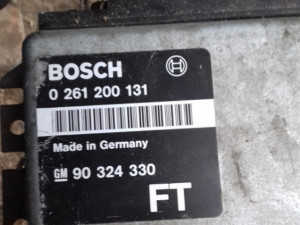 BOSCH
0 261 200 131
Made in Germany
GM 90 324 330
FT